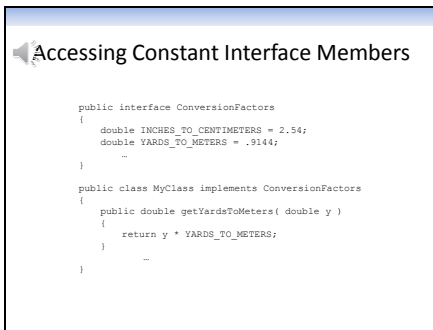 Accessing Constant Interface Members
public interface ConversionFactors
{
double INCHES_TO_CENTIMETERS = 2.54;
double YARDS_TO_METERS = .9144;
…
}
public class MyClass implements ConversionFactors
{
public double getYardsToMeters( double y )
{
return y * YARDS_TO_METERS;
}
…
}